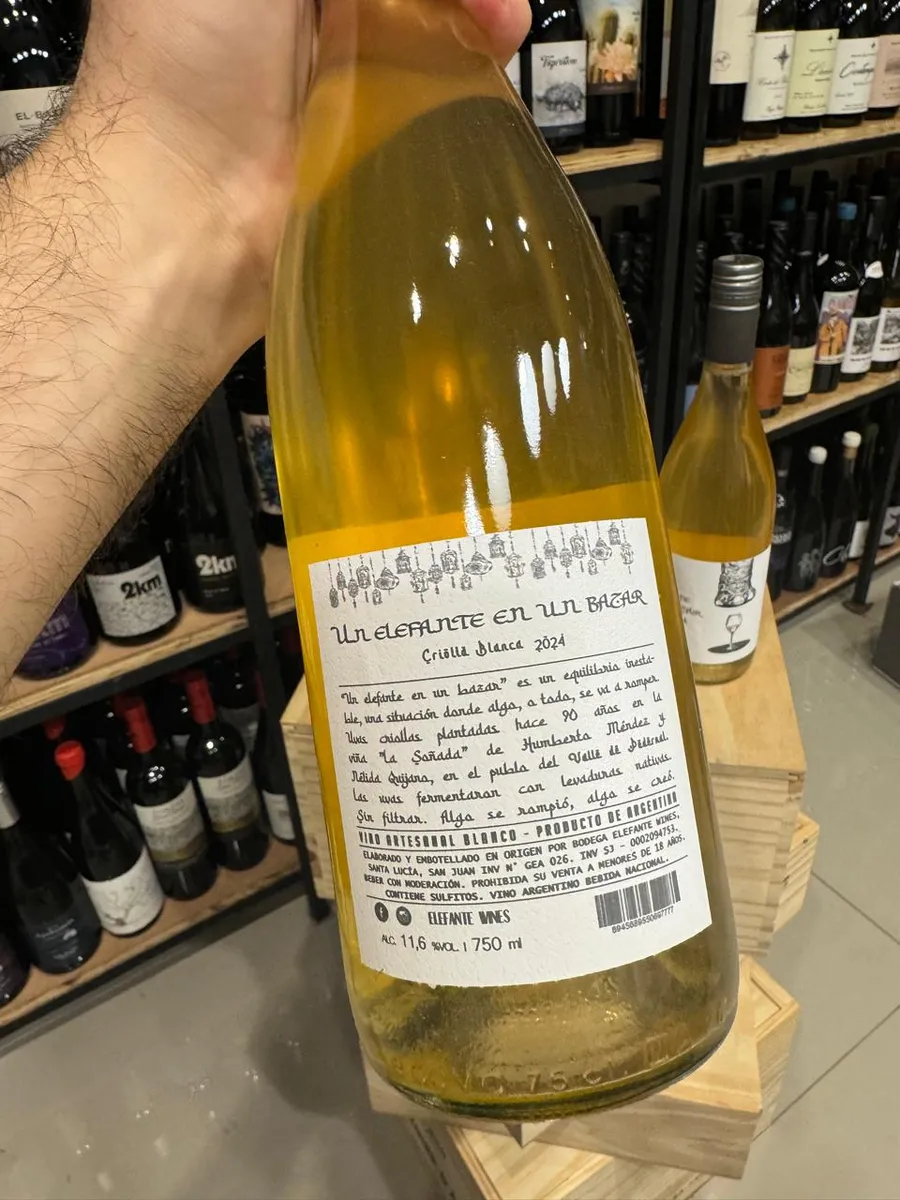 Un elefante en un bazar
Criolla Blanca 2024
"Un elefante en un bazar" es un equilibrio inesta-
ble, una situación donde algo, o todo, se va a romper
Uvas criollas plantadas hace 90 años en la
viña "La Soñada" de Humberto Méndez y
Nélida Quijano, en el publo del Valle de Pedernal.
Las uvas fermentaron con levaduras nativas.
Sin filtrar. Algo se rompió, algo se creó.
VINO ARTESANAL BLANCO - PRODUCTO DE ARGENTINA
ELABORADO Y EMBOTELLADO EN ORIGEN POR BODEGA ELEFANTE WINES,
SANTA LUCÍA, SAN JUAN INV N° GEA 026. INV SJ - 0002094753.
BEBER CON MODERACIÓN. PROHIBIDA SU VENTA A MENORES DE 18 AÑOS.
CONTIENE SULFITOS. VINO ARGENTINO BEBIDA NACIONAL.
ELEFANTE WINES
8945689550697777
ALC. 11,6 %VOL. | 750 ml
2km
2km